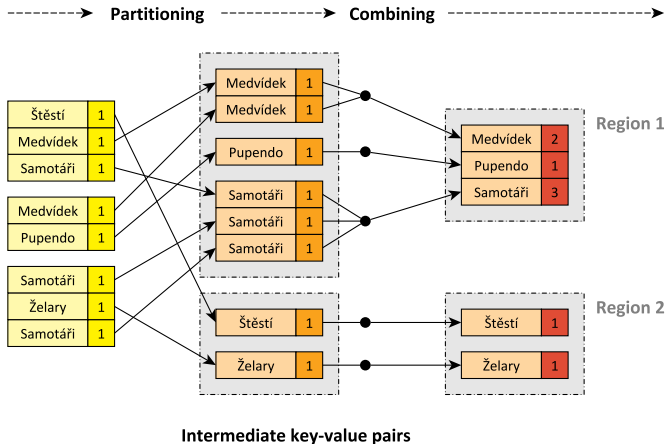 Partitioning Combining
Štěstí 1
Medvídek 1
Samotáři 1
Medvídek 1
Pupendo 1
Samotáři 1
Želary 1
Samotáři 1
Medvídek 1
Medvídek 1
Pupendo 1
Samotáři 1
Samotáři 1
Samotáři 1
Štěstí 1
Želary 1
Region 1
Medvídek 2
Pupendo 1
Samotáři 3
Region 2
Štěstí 1
Želary 1
Intermediate key-value pairs